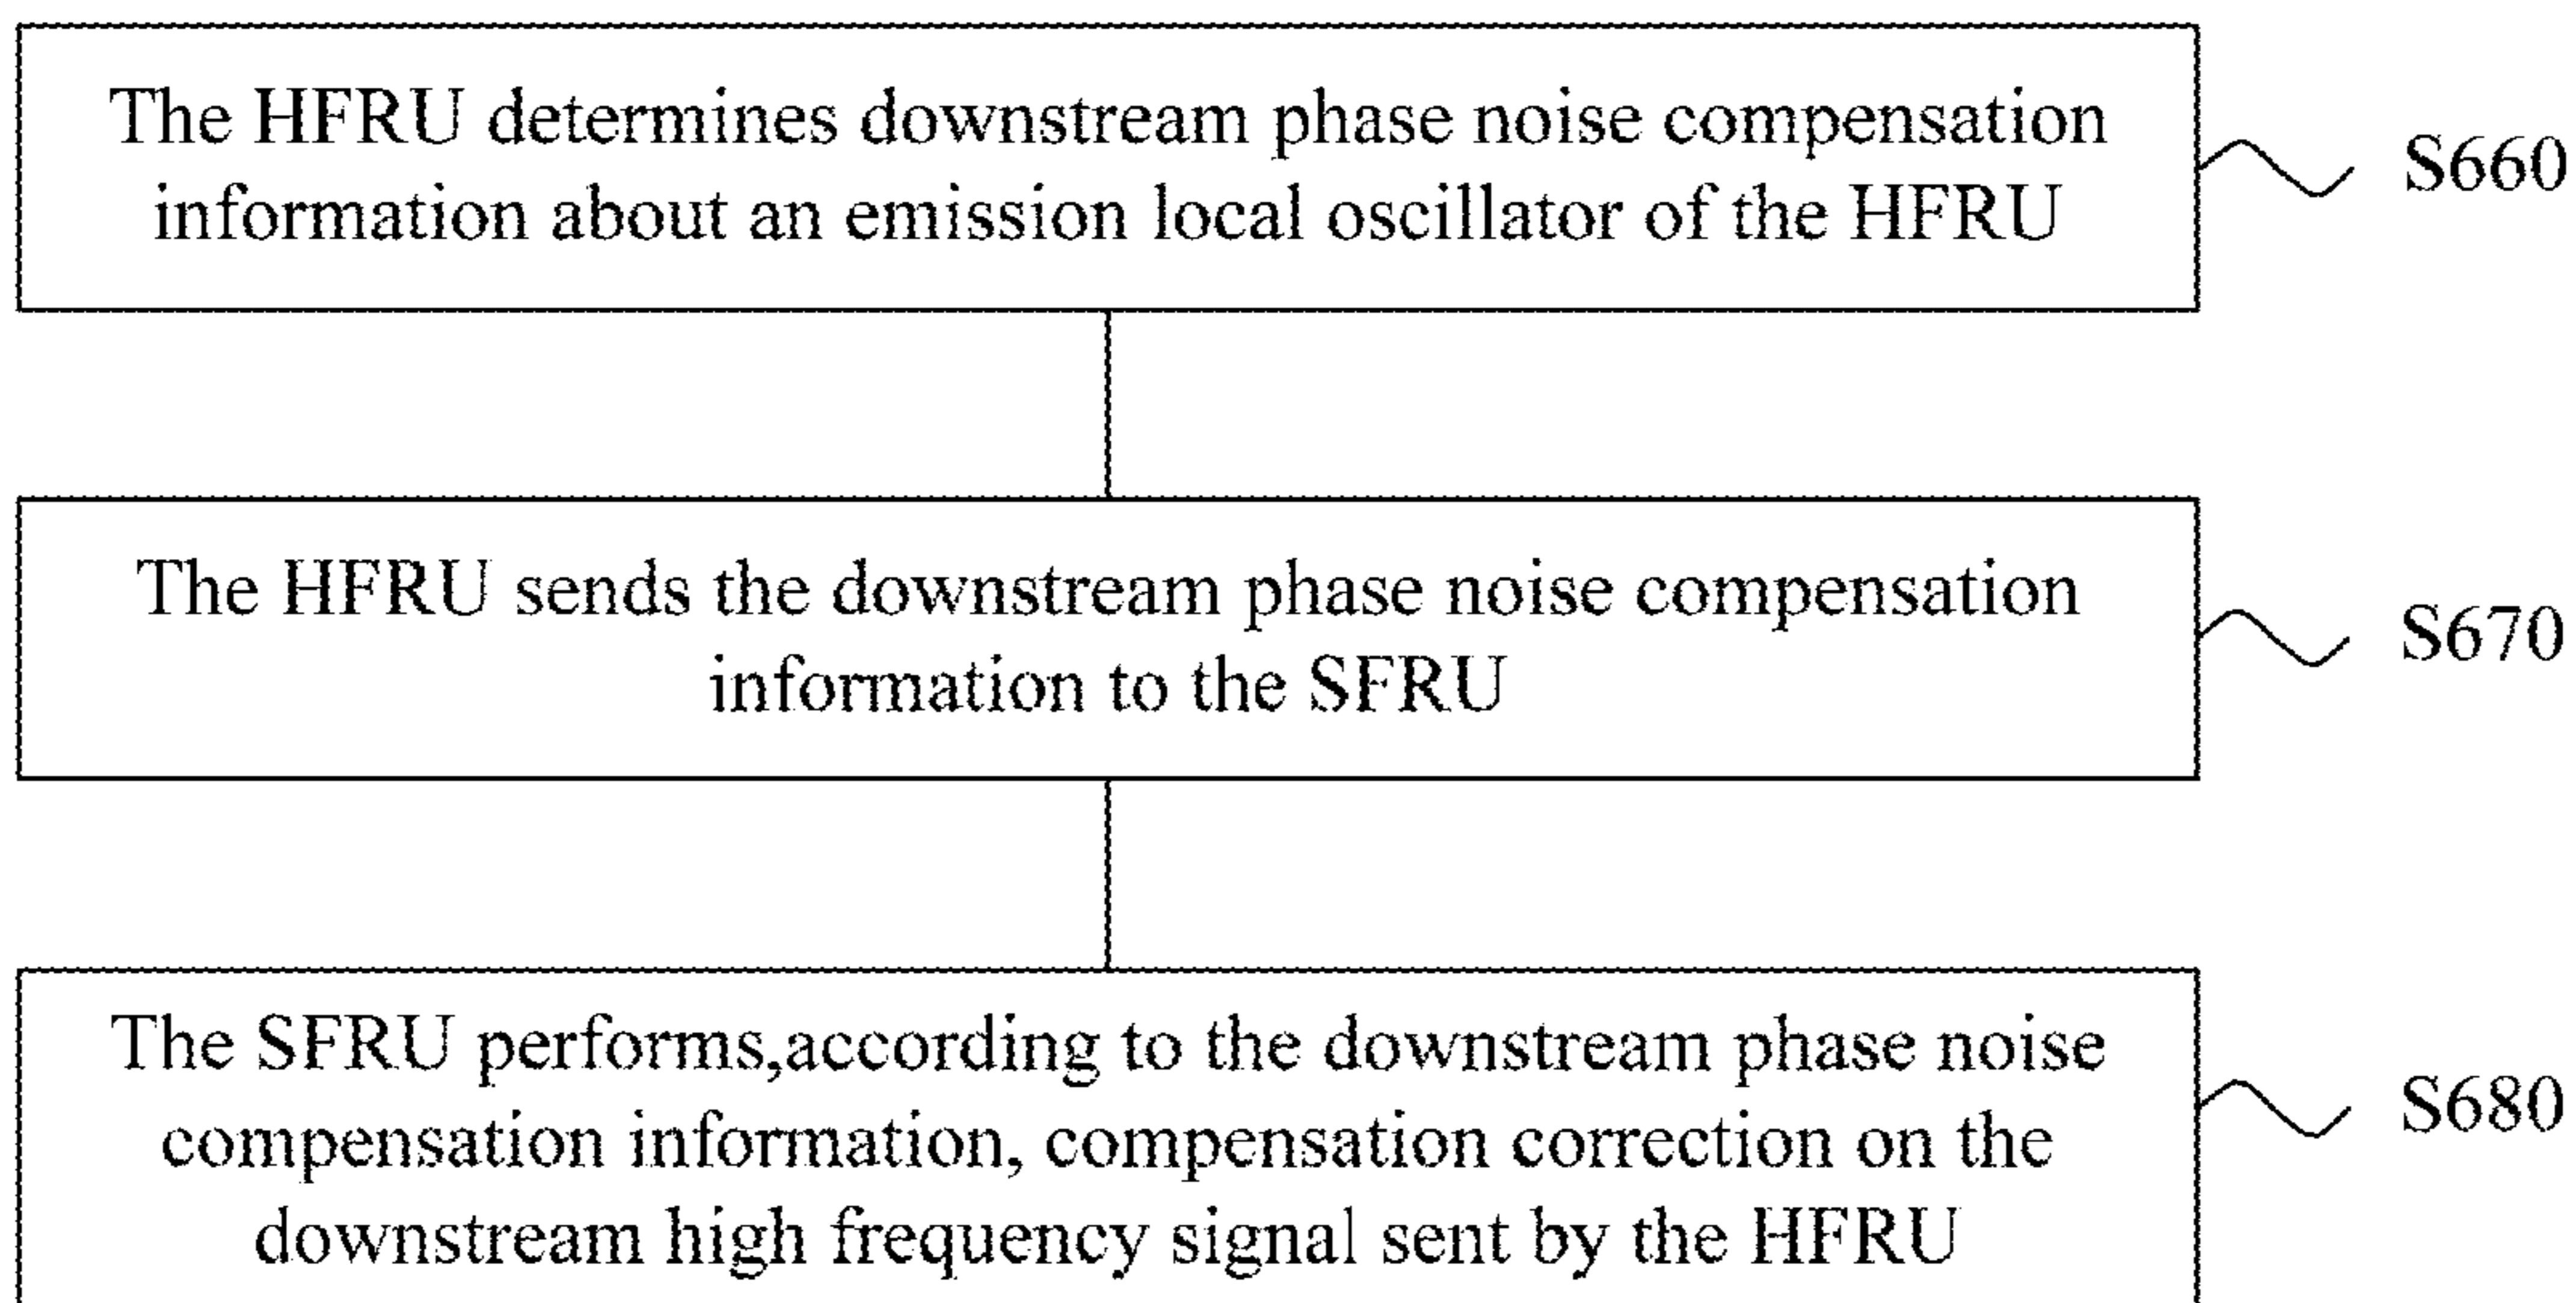 The HFRU determines downstream phase noise compensation
information about an emission local oscillator of the HFRU
S660
The HFRU sends the downstream phase noise compensation
information to the SFRU
S670
The SFRU performs,according to the downstream phase noise
compensation information, compensation correction on the
downstream high frequency signal sent by the HFRU
S680